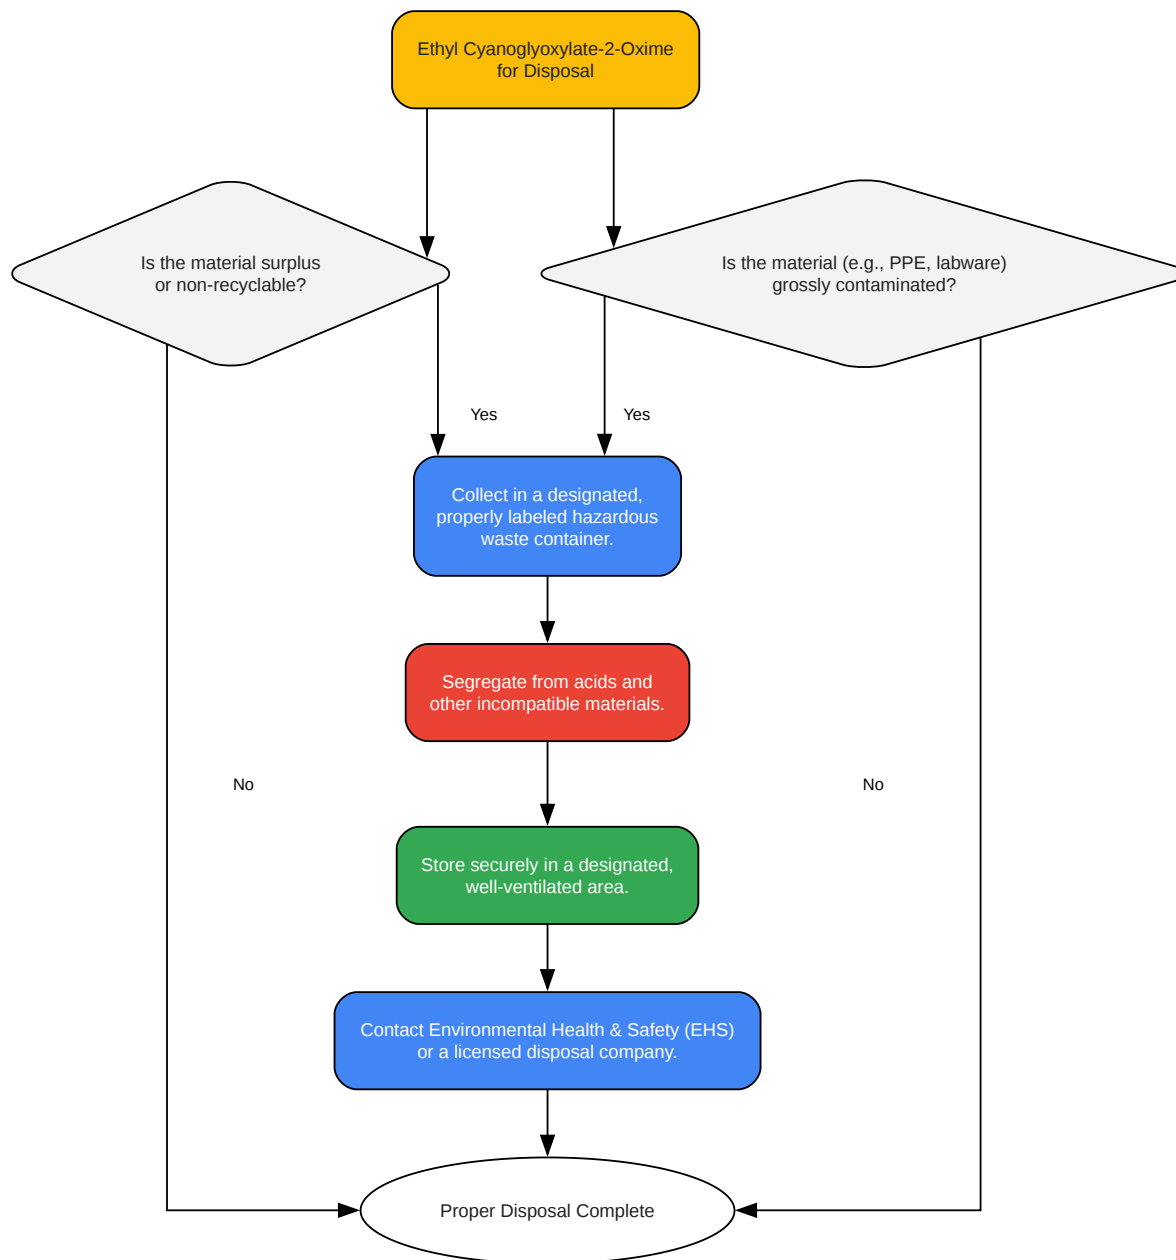 Ethyl Cyanoglyoxylate-2-Oxime
for Disposal
Is the material surplus
or non-recyclable?
Is the material (e.g., PPE, labware)
grossly contaminated?
Yes
Yes
Collect in a designated,
properly labeled hazardous
waste container.
Segregate from acids and
other incompatible materials.
No
No
Store securely in a designated,
well-ventilated area.
Contact Environmental Health & Safety (EHS)
or a licensed disposal company.
Proper Disposal Complete